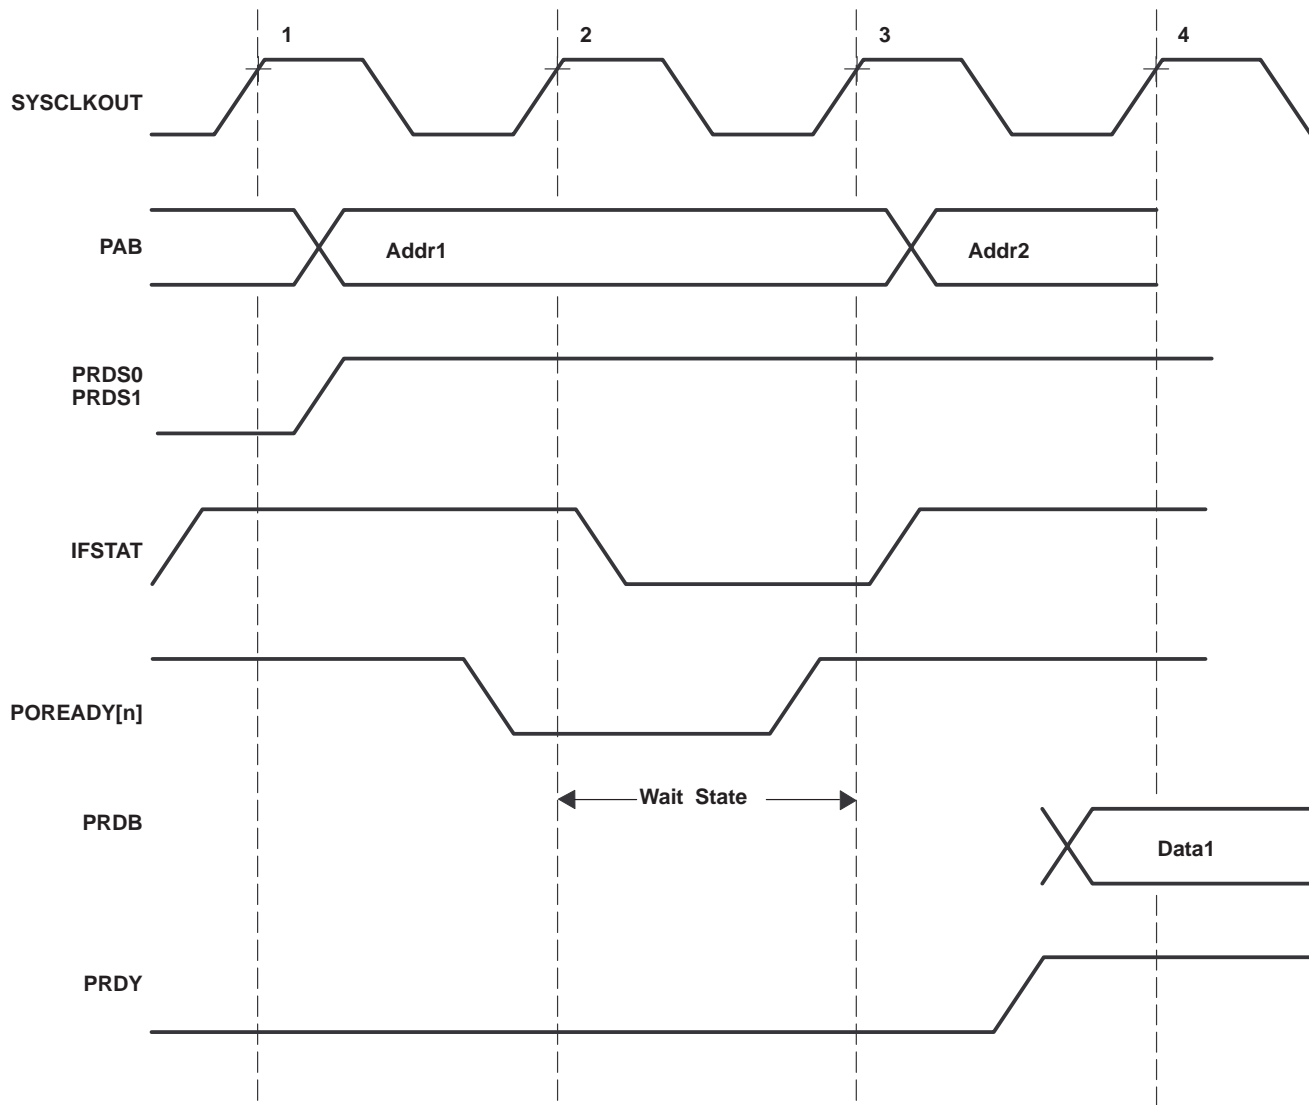 1
2
3
4
SYSCLKOUT
PAB
Addr1
Addr2
PRDS0
PRDS1
IFSTAT
POREADY[n]
Wait State
PRDB
Data1
PRDY